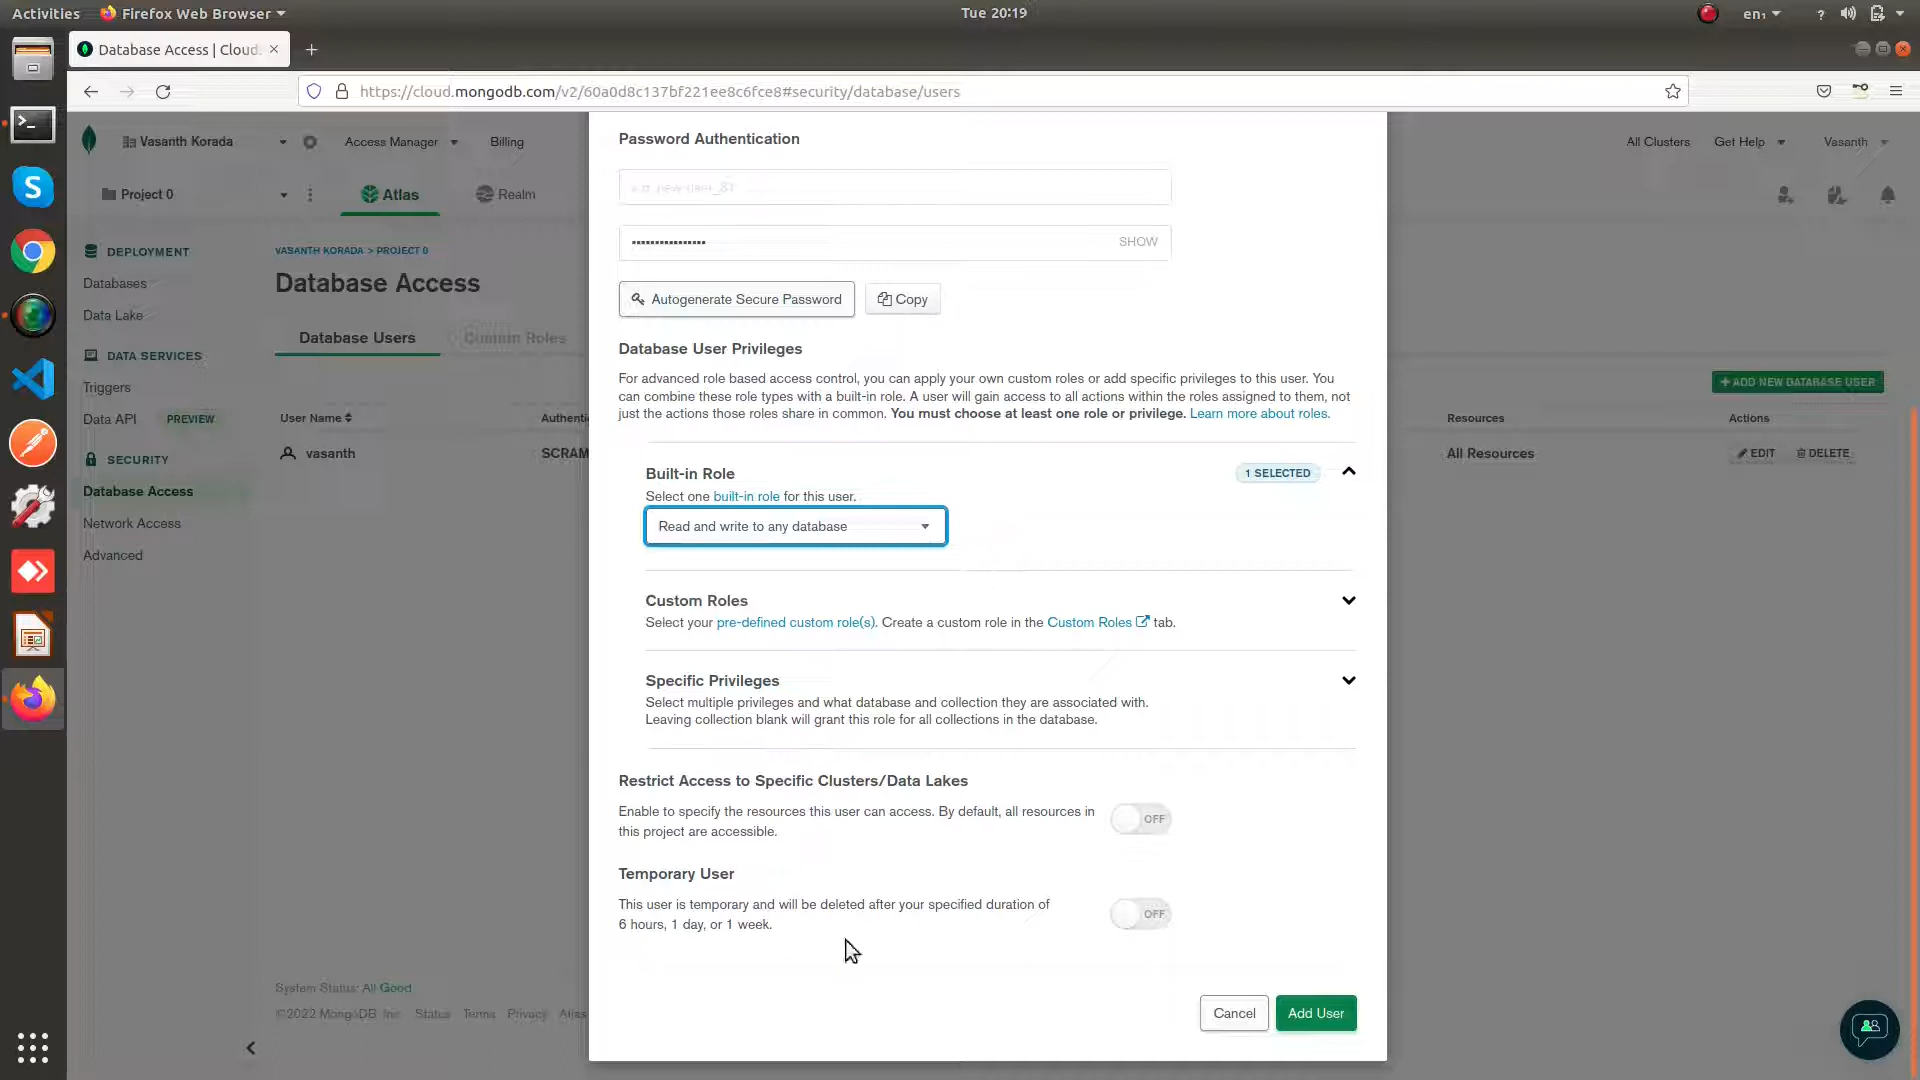 Activities
Firefox Web Browser
Tue 20:19
en₁
?
Database Access | Cloud:
https://cloud.mongodb.com/v2/60a0d8c137bf221ee8c6fce8#security/database/users
Vasanth Korada
Access Manager
Billing
All Clusters
Get Help
Vasanth
Project 0
Atlas
Realm
DEPLOYMENT
Databases
Data Lake
DATA SERVICES
Triggers
Data API PREVIEW
SECURITY
Database Access
Network Access
Advanced
VASANTH KORADA > PROJECT 0
Database Access
Database Users
Custom Roles
+ ADD NEW DATABASE USER
User Name
Resources
Actions
vasanth
SCRAM
All Resources
EDIT
DELETE
System Status: All Good
©2022 MongoDB, Inc.
Status
Terms
Privacy
Password Authentication
e.g. new-user_31
SHOW
Autogenerate Secure Password
Copy
Database User Privileges
For advanced role based access control, you can apply your own custom roles or add specific privileges to this user. You
can combine these role types with a built-in role. A user will gain access to all actions within the roles assigned to them, not
just the actions those roles share in common. You must choose at least one role or privilege. Learn more about roles.
Built-in Role
1 SELECTED
Select one built-in role for this user.
Read and write to any database
Custom Roles
Select your pre-defined custom role(s). Create a custom role in the Custom Roles tab.
Specific Privileges
Select multiple privileges and what database and collection they are associated with.
Leaving collection blank will grant this role for all collections in the database.
Restrict Access to Specific Clusters/Data Lakes
Enable to specify the resources this user can access. By default, all resources in
this project are accessible.
OFF
Temporary User
This user is temporary and will be deleted after your specified duration of
6 hours, 1 day, or 1 week.
OFF
Cancel
Add User